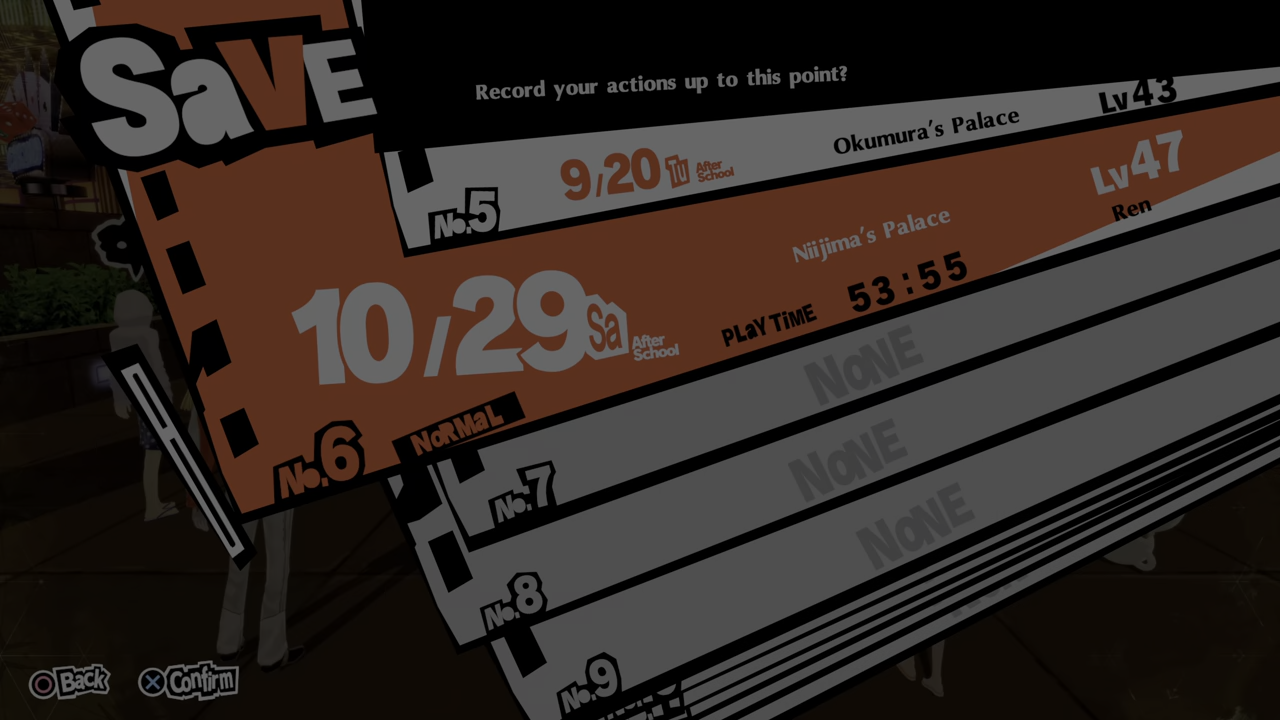 SaVE
Record your actions up to this point?
No.5 9/20 Tu After School Okumura's Palace Lv43
10/29 Sa After School Niijima's Palace Lv47
Ren
PLaY TiME 53:55
No.6 NoRMaL
No.7 NoNE
No.8 NoNE
No.9 NoNE
Back Confirm